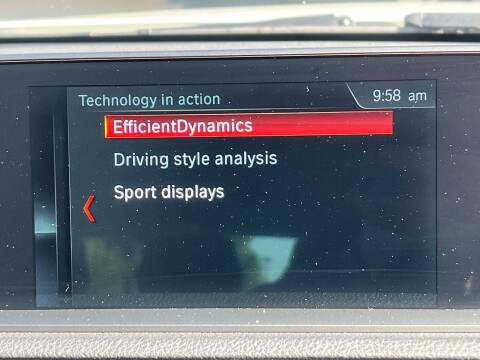 Technology in action
9:58 am
EfficientDynamics
Driving style analysis
Sport displays